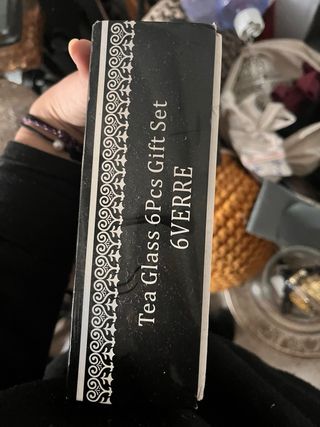 Tea Glass 6Pcs Gift Set
6VERRE